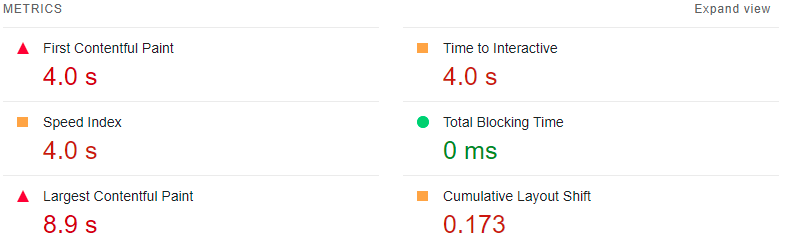 METRICS
Expand view
First Contentful Paint
4.0 s
Time to Interactive
4.0 s
Speed Index
4.0 s
Total Blocking Time
0 ms
Largest Contentful Paint
8.9 s
Cumulative Layout Shift
0.173